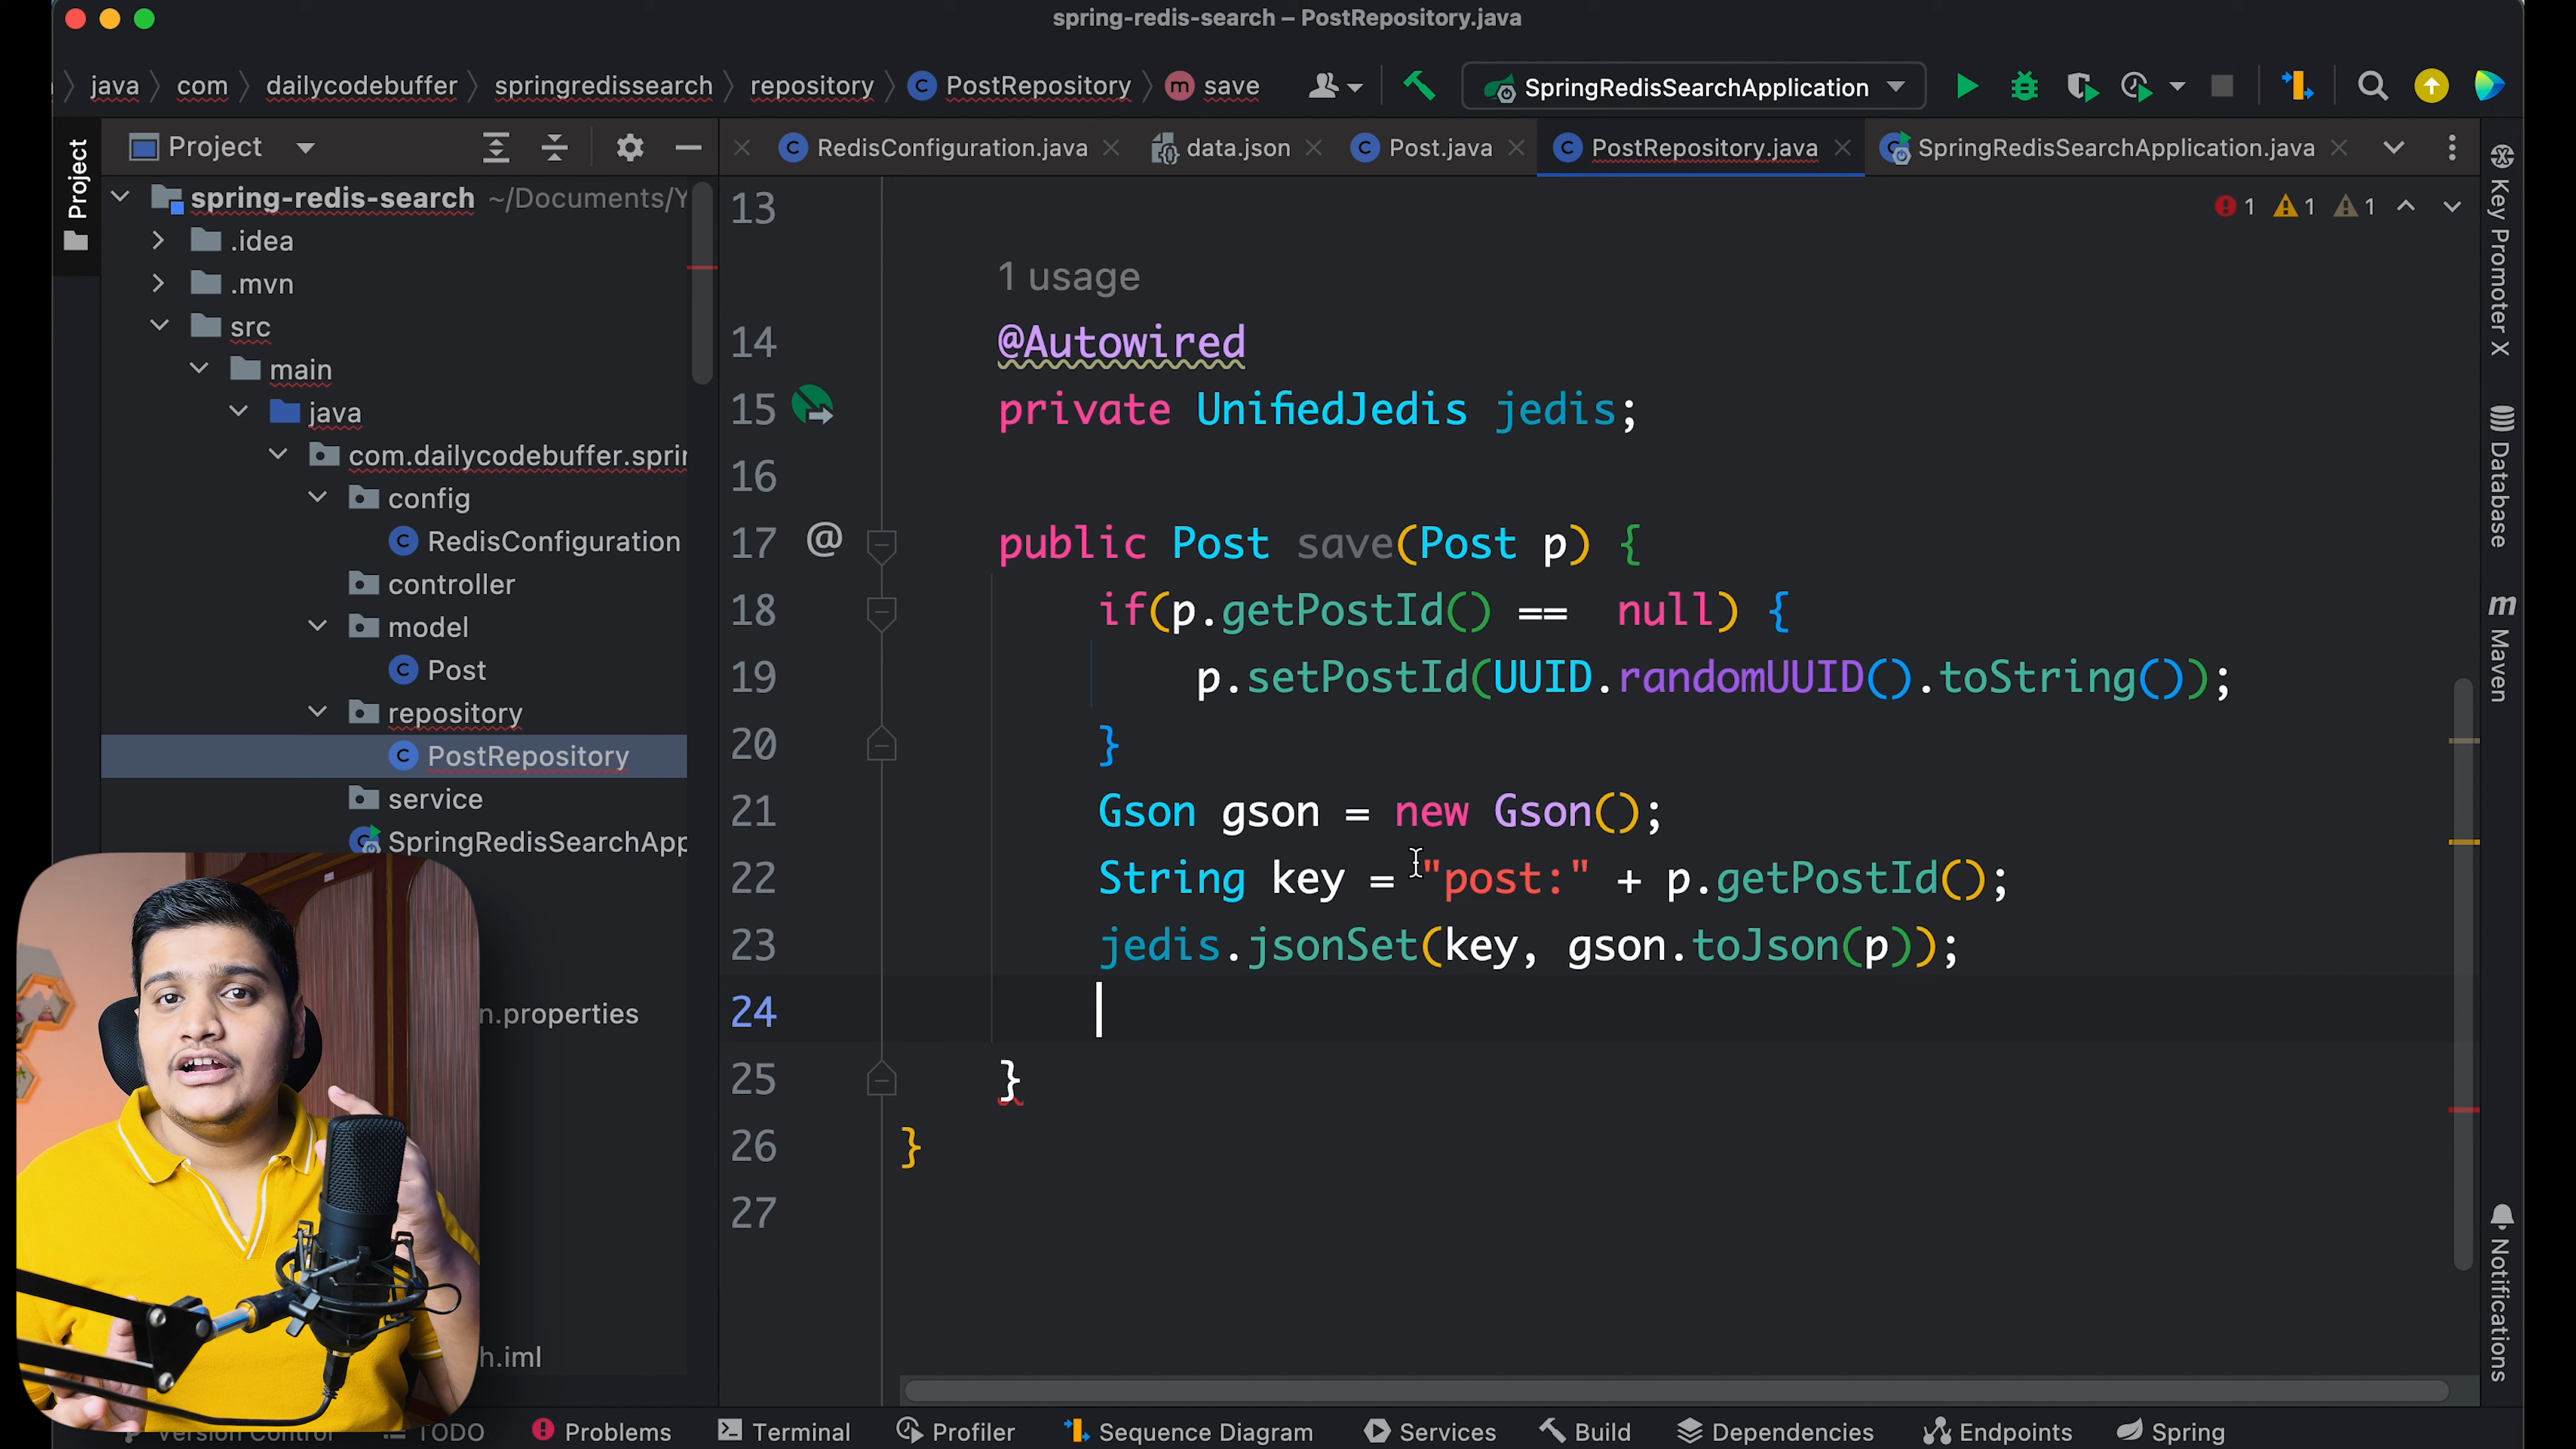 spring-redis-search – PostRepository.java
java com dailycodebuffer springredissearch repository PostRepository save SpringRedisSearchApplication
Project
RedisConfiguration.java data.json Post.java PostRepository.java SpringRedisSearchApplication.java
Project
spring-redis-search ~/Documents/Y
.idea
.mvn
src
main
java
com.dailycodebuffer.sprin
config
RedisConfiguration
controller
model
Post
repository
PostRepository
service
SpringRedisSearchApp
n.properties
h.iml
1 1 1
13
1 usage
14 @Autowired
15 private UnifiedJedis jedis;
16
17 @ public Post save(Post p) {
18 if(p.getPostId() ==  null) {
19 p.setPostId(UUID.randomUUID().toString());
20 }
21 Gson gson = new Gson();
22 String key = "post:" + p.getPostId();
23 jedis.jsonSet(key, gson.toJson(p));
24
25 }
26 }
27
Key Promoter X
Database
m Maven
Notifications
Version Control TODO Problems Terminal Profiler Sequence Diagram Services Build Dependencies Endpoints Spring